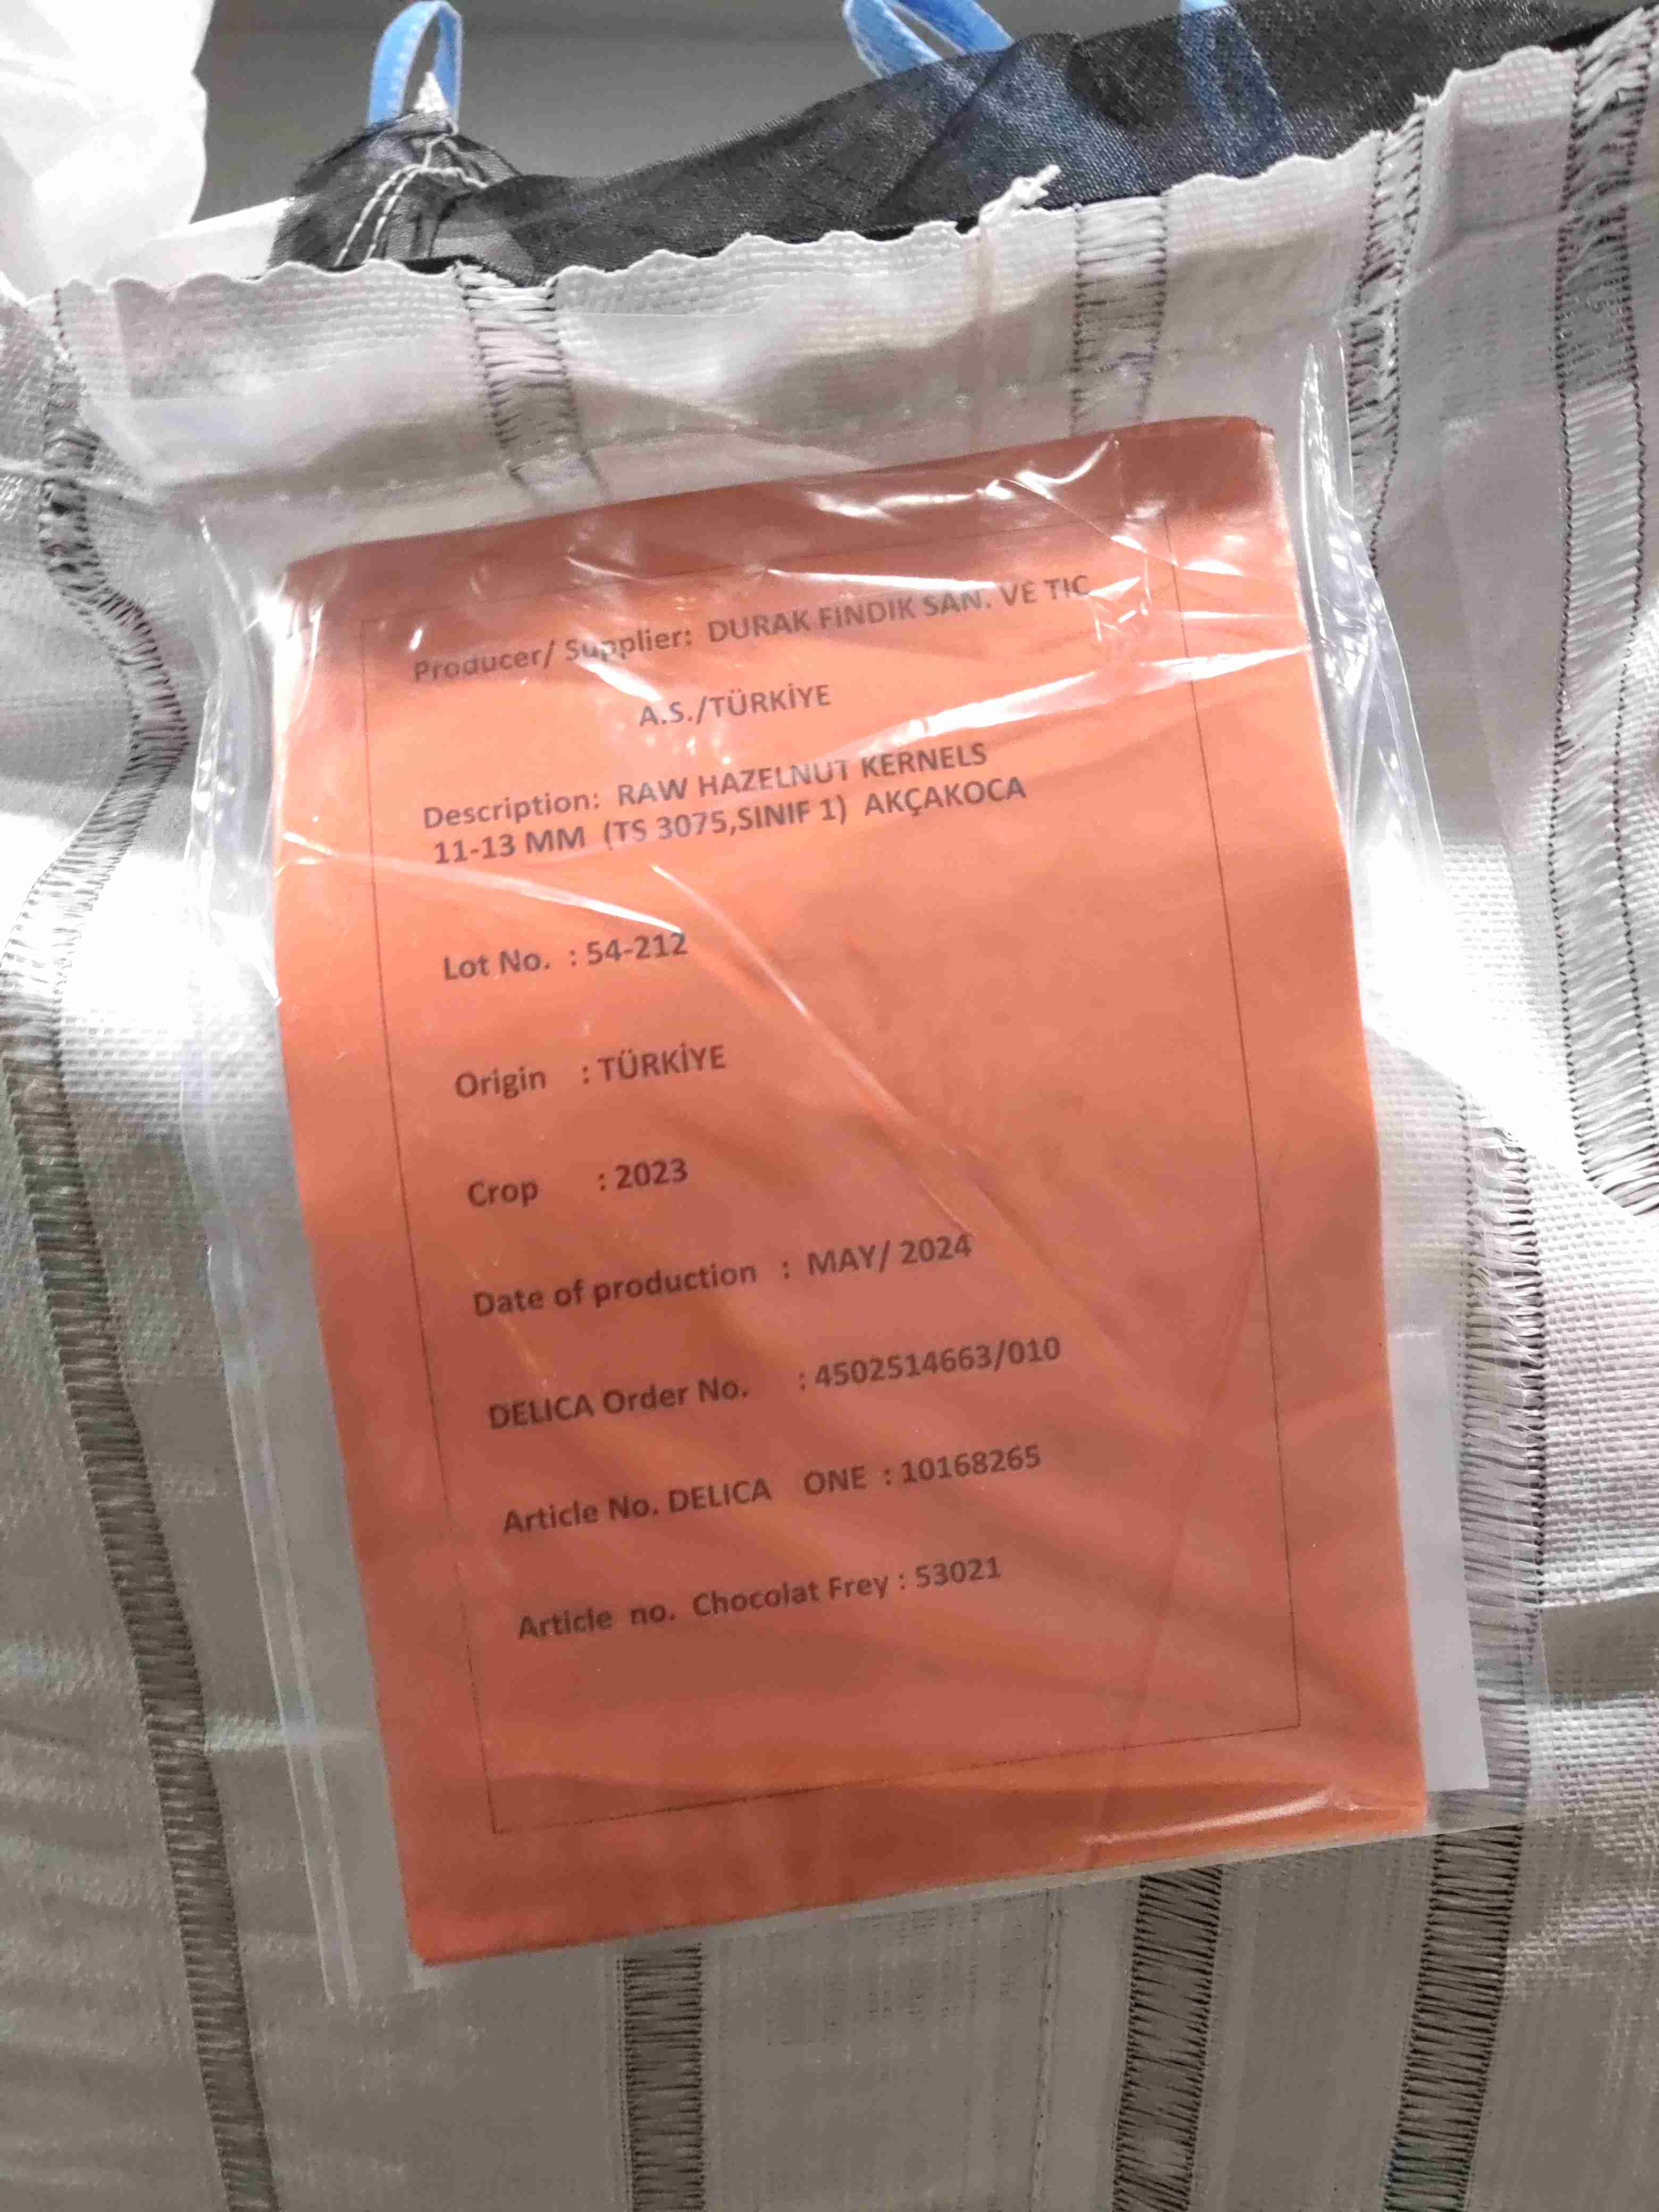 Producer/ Supplier: DURAK FINDIK SAN. VE TIC
A.S./TÜRKİYE
Description: RAW HAZELNUT KERNELS
11-13 MM (TS 3075,SINIF 1) AKÇAKOCA
Lot No. : 54-212
Origin : TÜRKİYE
Crop : 2023
Date of production : MAY/ 2024
DELICA Order No. : 4502514663/010
Article No. DELICA ONE : 10168265
Article no. Chocolat Frey : 53021